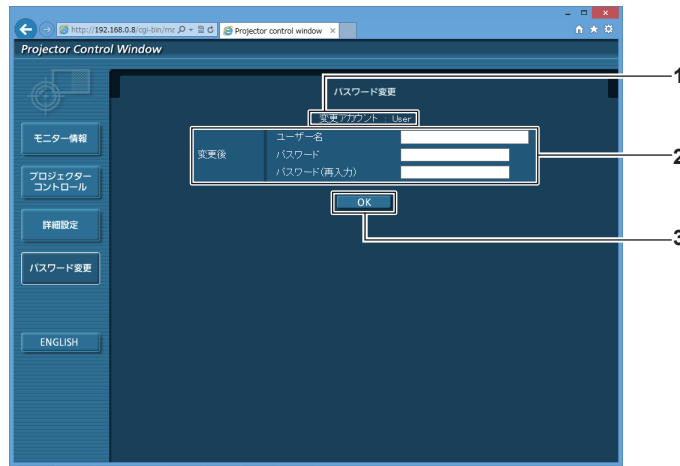 http://192.168.0.8/cgi-bin/ma
Projector control window
Projector Control Window
パスワード変更
1
変更アカウント : User
モニター情報
変更後
ユーザー名
パスワード
2
パスワード(再入力)
プロジェクター
コントロール
OK
詳細設定
3
パスワード変更
ENGLISH